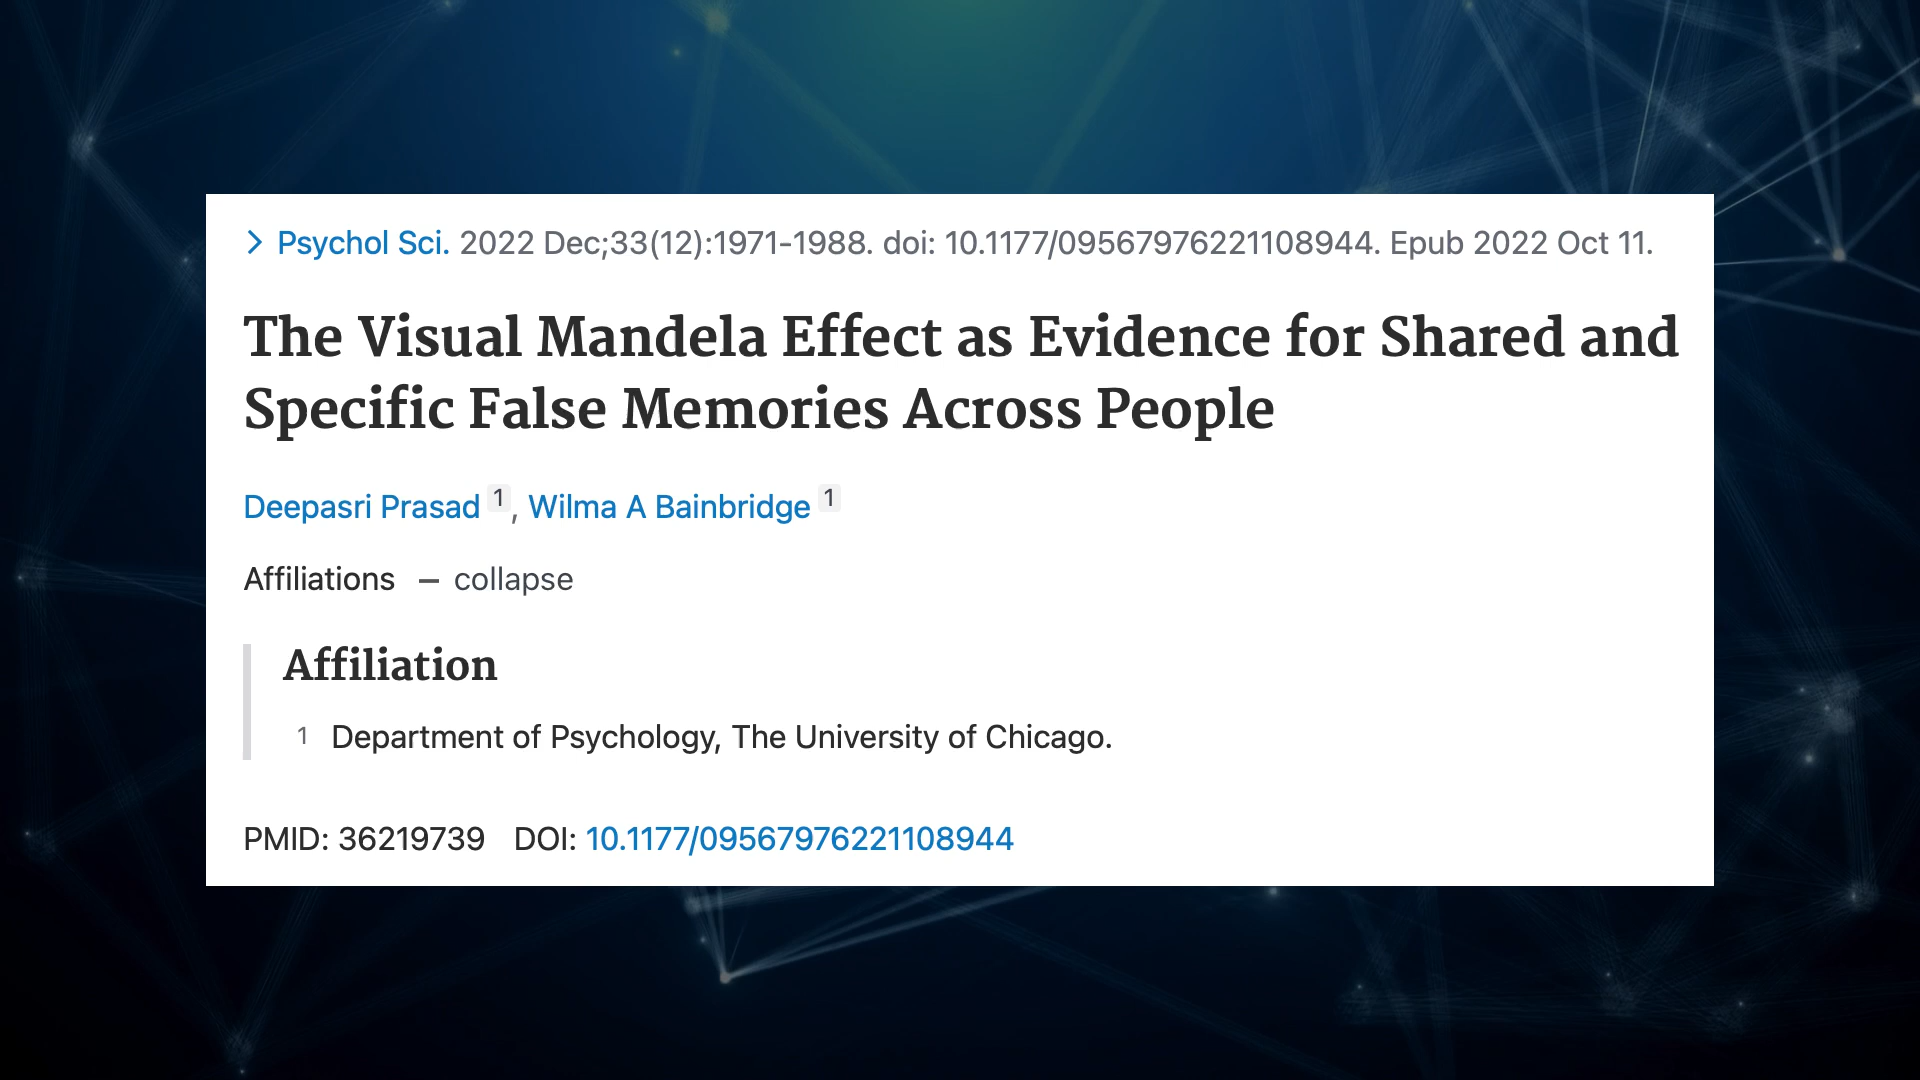 > Psychol Sci. 2022 Dec;33(12):1971-1988. doi: 10.1177/09567976221108944. Epub 2022 Oct 11.
The Visual Mandela Effect as Evidence for Shared and
Specific False Memories Across People
Deepasri Prasad 1, Wilma A Bainbridge 1
Affiliations — collapse
Affiliation
1 Department of Psychology, The University of Chicago.
PMID: 36219739 DOI: 10.1177/09567976221108944